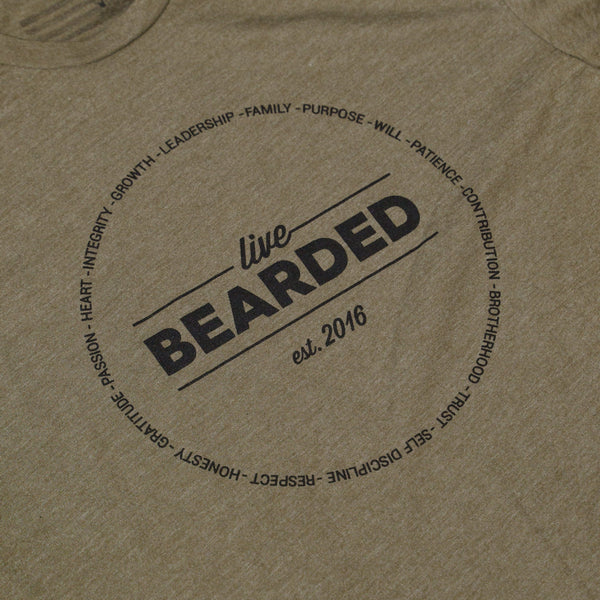 LEADERSHIP - FAMILY - PURPOSE - WILL - PATIENCE - CONTRIBUTION - BROTHERHOOD - TRUST - SELF DISCIPLINE - RESPECT - HONESTY - GRATITUDE - PASSION - HEART - INTEGRITY - GROWTH -
live
BEARDED
est. 2016